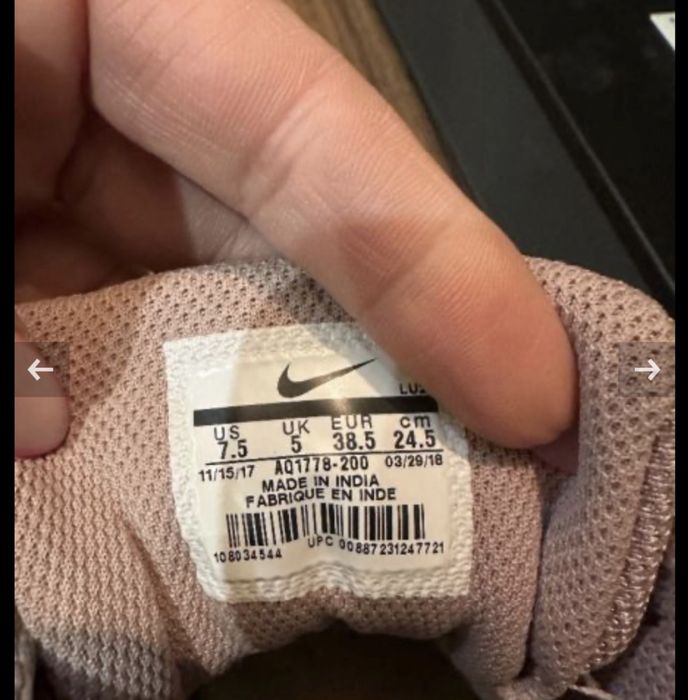 US UK EUR cm
7.5 5 38.5 24.5
11/15/17 AQ1778-200 03/29/18
MADE IN INDIA
FABRIQUE EN INDE
108034544 UPC 00887231247721